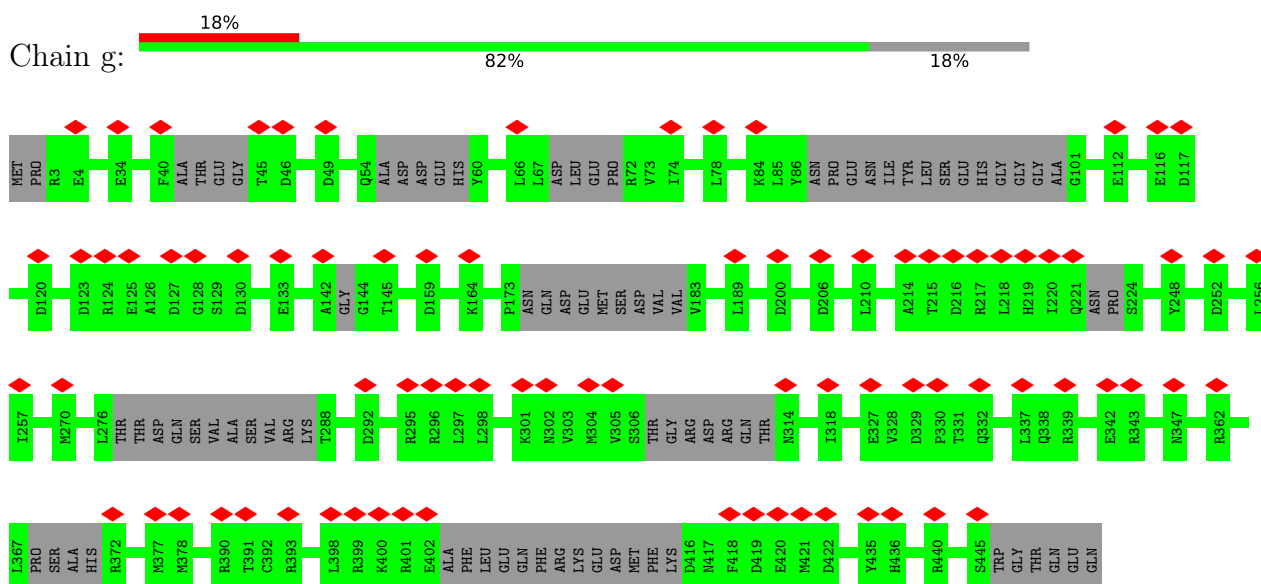 18%
Chain g:
82% 18%
MET PRO R3 E4 E34 F40 ALA THR GLU GLY T45 D46 D49 Q54 ALA ASP ASP GLU HIS Y60 L66 L67 ASP LEU GLU PRO R72 V73 I74 L78 K84 L85 Y86 ASN PRO GLU ASN ILE TYR LEU SER GLU HIS GLY GLY GLY ALA G101 E112 E116 D117
D120 D123 R124 E125 A126 D127 G128 S129 D130 E133 A142 GLY G144 T145 D159 K164 P173 ASN GLN ASP GLU MET SER ASP VAL VAL V183 L189 D200 D206 L210 A214 T215 D216 R217 L218 H219 I220 Q221 ASN PRO S224 Y248 D252 L256
I257 M270 L276 THR THR ASP GLN SER VAL ALA SER VAL ARG LYS T288 D292 R295 R296 L297 L298 K301 N302 V303 M304 V305 S306 THR GLY ARG ASP ARG GLN THR N314 I318 E327 V328 D329 P330 T331 Q332 L337 Q338 R339 E342 R343 N347 R362
L367 PRO SER ALA HIS R372 M377 M378 R390 T391 C392 R393 L398 R399 K400 R401 E402 ALA PHE LEU GLU GLN PHE ARG LYS GLU ASP MET PHE LYS D416 N417 F418 D419 E420 M421 D422 Y435 H436 R440 S445 TRP GLY THR GLN GLU GLN